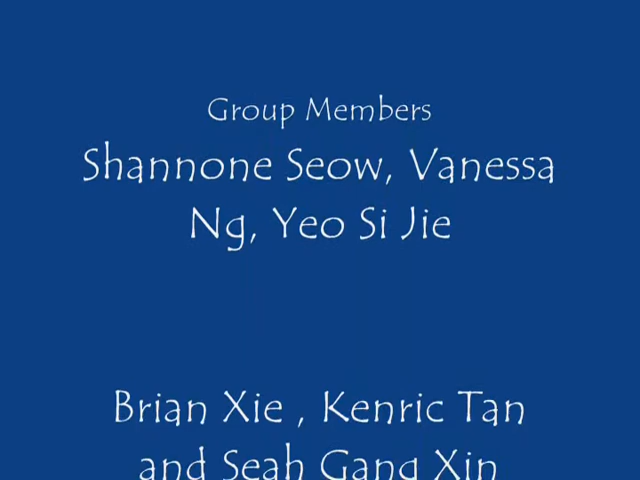 Group Members
Shannone Seow, Vanessa
Ng, Yeo Si Jie
Brian Xie , Kenric Tan
and Seah Gang Xin